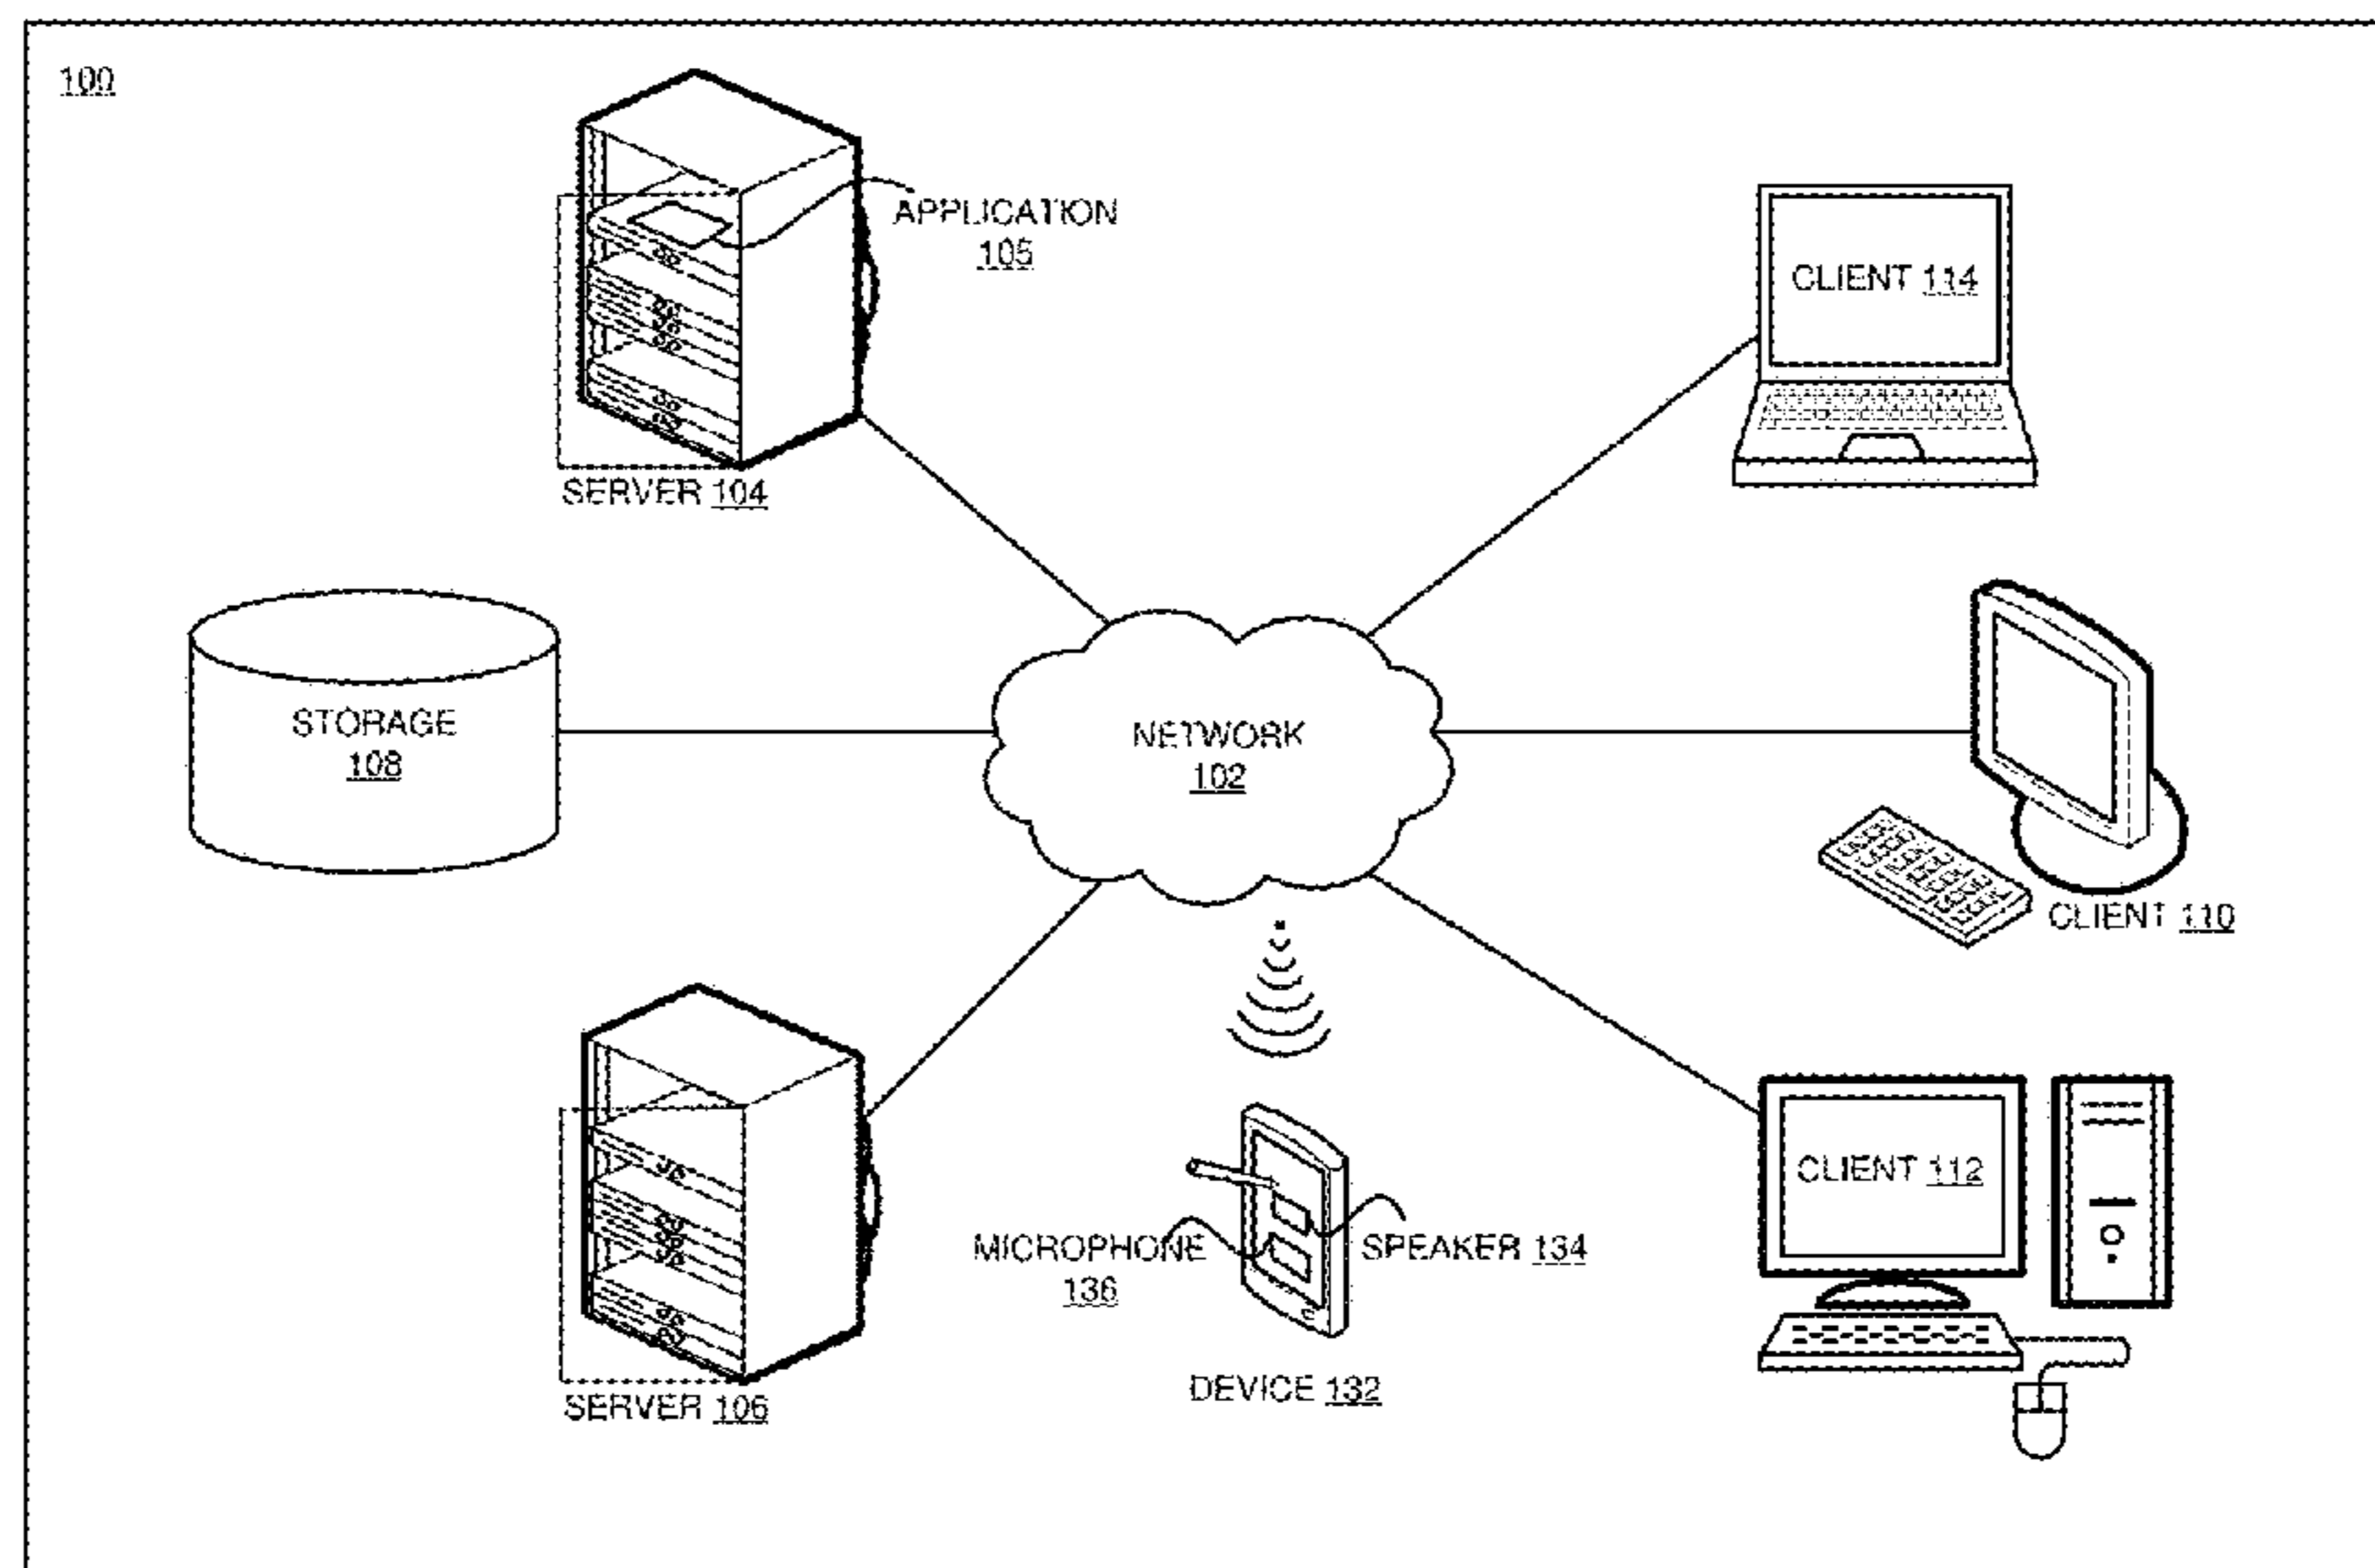 100
APPLICATION
105
CLIENT 114
SERVER 104
STORAGE
108
NETWORK
102
CLIENT 110
CLIENT 112
MICROPHONE
136
SPEAKER 134
DEVICE 132
SERVER 106